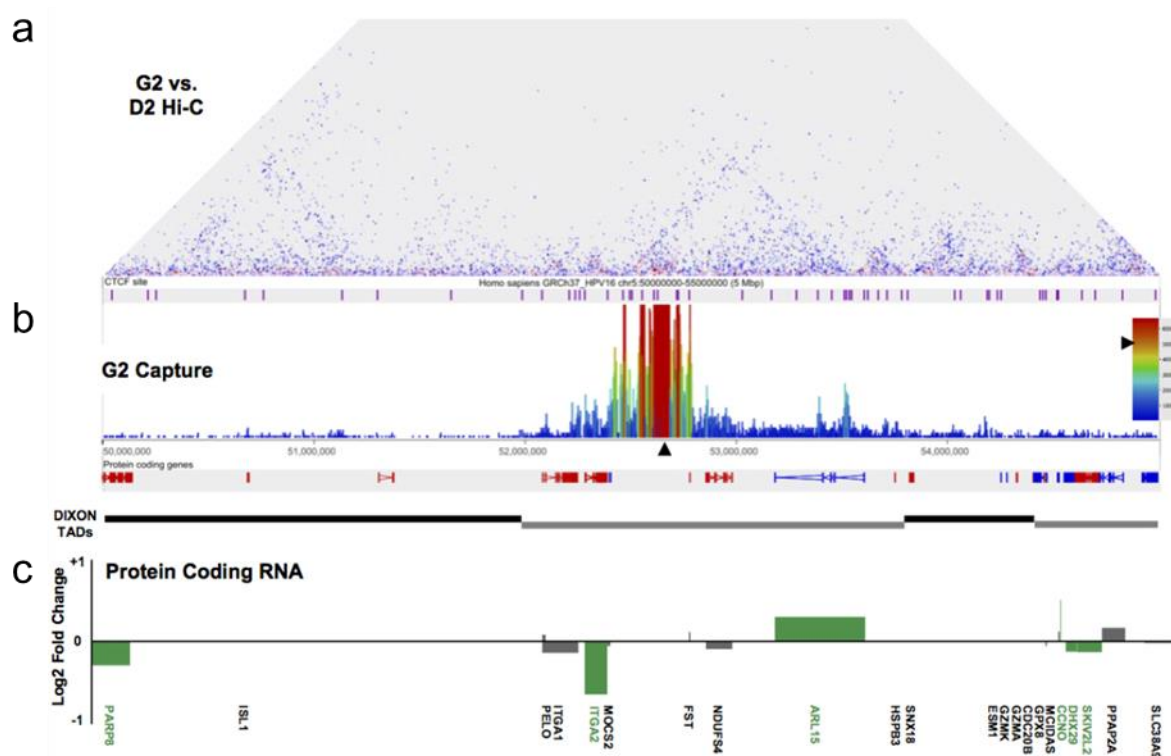 a
G2 vs.
D2 Hi-C
CTCF site
Homo sapiens GRCh37_HPV16 chr5:50000000-55000000 (5 Mbp)
b
G2 Capture
50,000,000
51,000,000
52,000,000
53,000,000
54,000,000
Protein coding genes
DIXON
TADs
c
Protein Coding RNA
Log2 Fold Change
+1
0
-1
PARP8
ISL1
PELO
ITGA1
ITGA2
MOCS2
FST
NDUFS4
ARL15
HSPB3
SNX18
ESM1
GZMK
GZMA
CDC20B
GPX8
MCIDA
CCNO
DHX29
SKIV2L2
PPAP2A